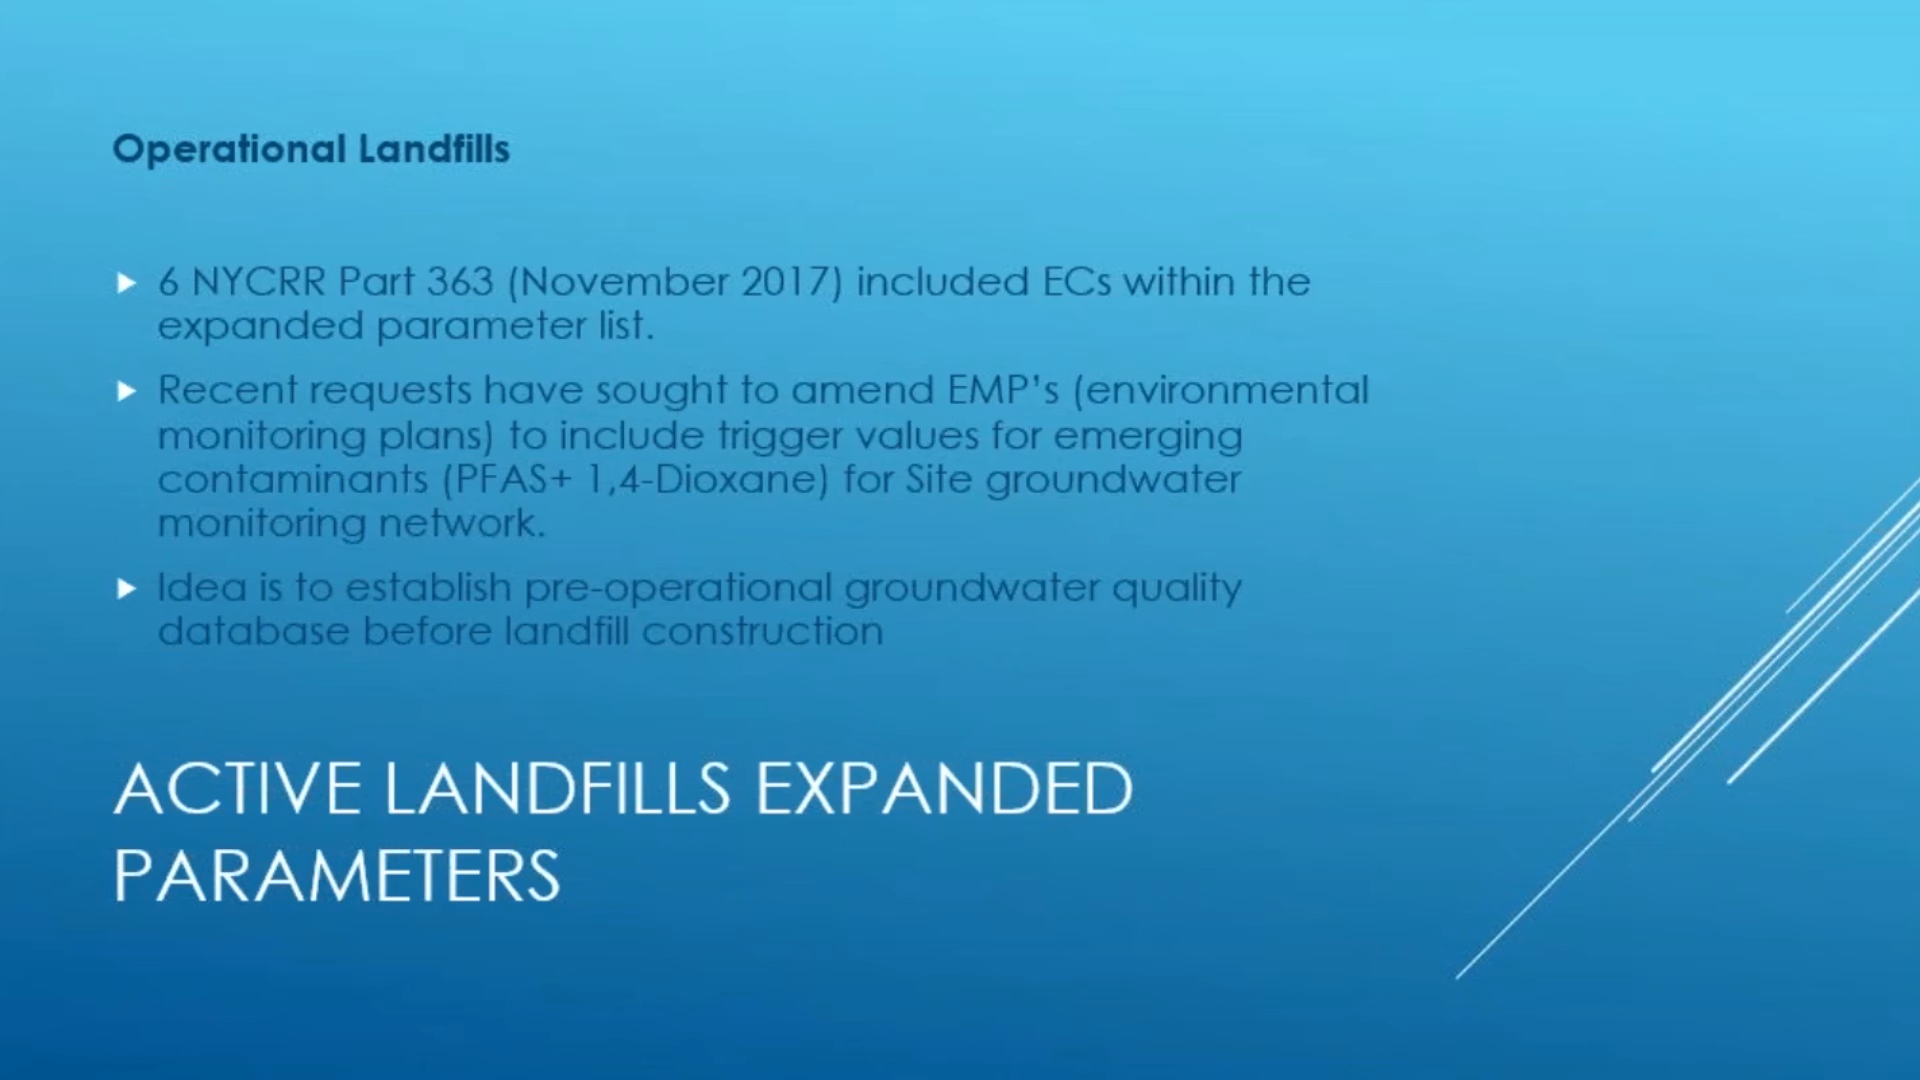 Operational Landfills
6 NYCRR Part 363 (November 2017) included ECs within the
expanded parameter list.
Recent requests have sought to amend EMP's (environmental
monitoring plans) to include trigger values for emerging
contaminants (PFAS+ 1,4-Dioxane) for Site groundwater
monitoring network.
Idea is to establish pre-operational groundwater quality
database before landfill construction
ACTIVE LANDFILLS EXPANDED
PARAMETERS